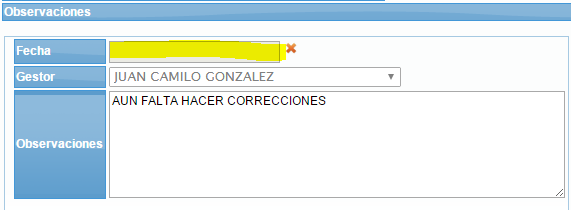 Observaciones
Fecha
Gestor JUAN CAMILO GONZALEZ
Observaciones AUN FALTA HACER CORRECCIONES